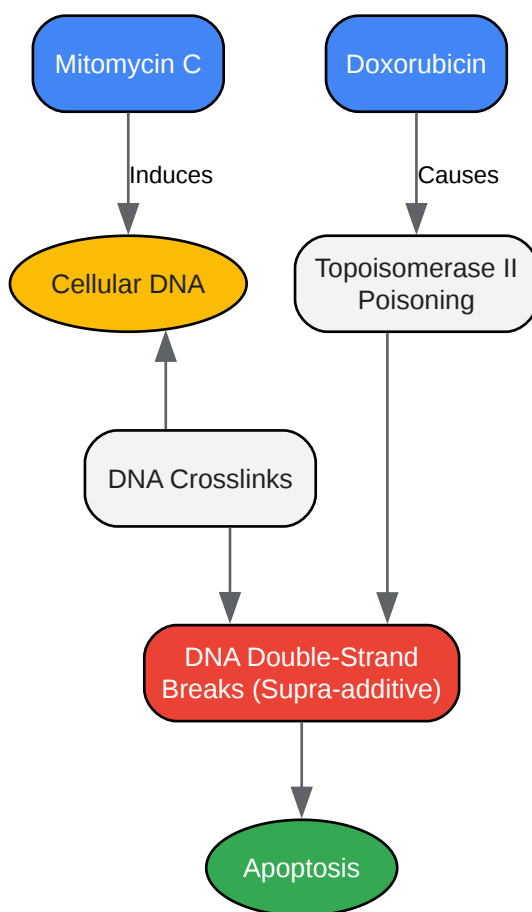 Mitomycin C
Doxorubicin
Induces
Causes
Cellular DNA
Topoisomerase II
Poisoning
DNA Crosslinks
DNA Double-Strand
Breaks (Supra-additive)
Apoptosis